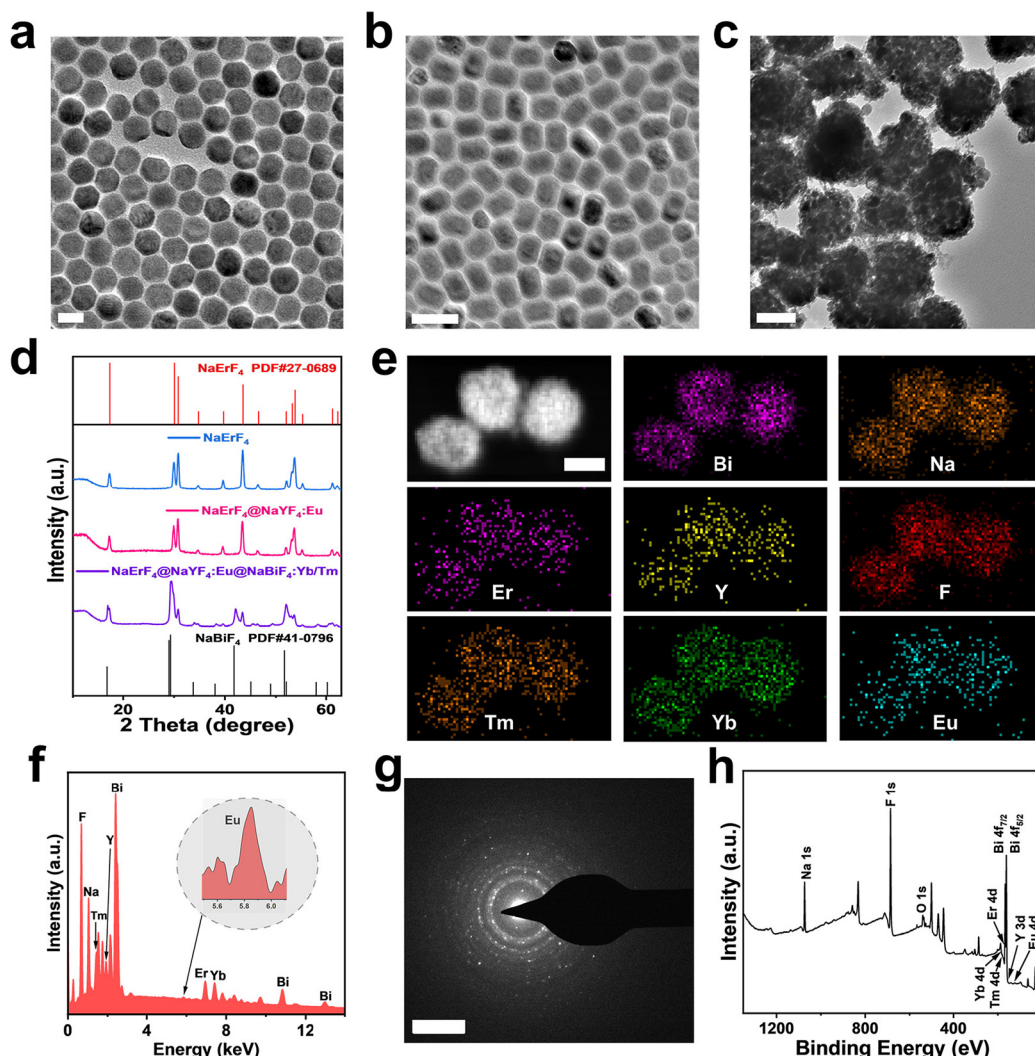 a
b
c
d
NaErF₄ PDF#27-0689
NaErF₄
NaErF₄@NaYF₄:Eu
NaErF₄@NaYF₄:Eu@NaBiF₄:Yb/Tm
NaBiF₄ PDF#41-0796
Intensity (a.u.)
20
40
60
2 Theta (degree)
e
Bi
Na
Er
Y
F
Tm
Yb
Eu
f
F
Na
Tm
Y
Bi
Eu
5.6
5.8
6.0
Er
Yb
Bi
Bi
Intensity (a.u.)
0
4
8
12
Energy (keV)
g
h
Na 1s
F 1s
O 1s
Yb 4d
Tm 4d
Er 4d
Bi 4f7/2
Bi 4f5/2
Y 3d
Eu 4d
Intensity (a.u.)
1200
800
400
Binding Energy (eV)